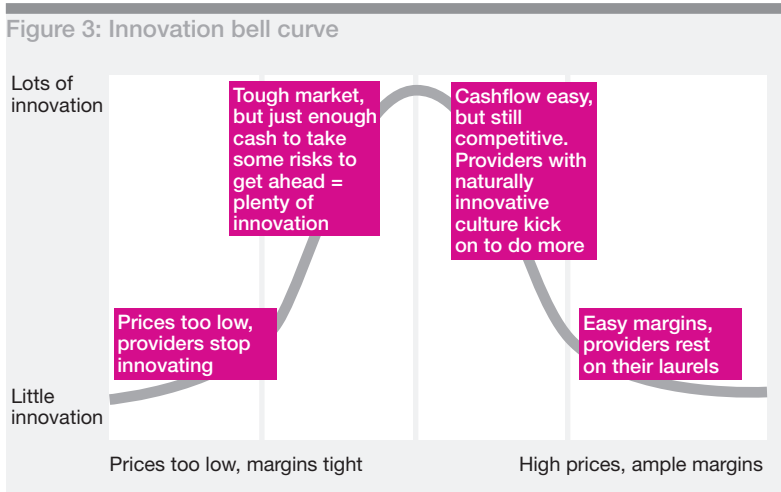 Figure 3: Innovation bell curve
Lots of
innovation
Tough market,
but just enough
cash to take
some risks to
get ahead =
plenty of
innovation
Cashflow easy,
but still
competitive.
Providers with
naturally
innovative
culture kick
on to do more
Prices too low,
providers stop
innovating
Easy margins,
providers rest
on their laurels
Little
innovation
Prices too low, margins tight
High prices, ample margins